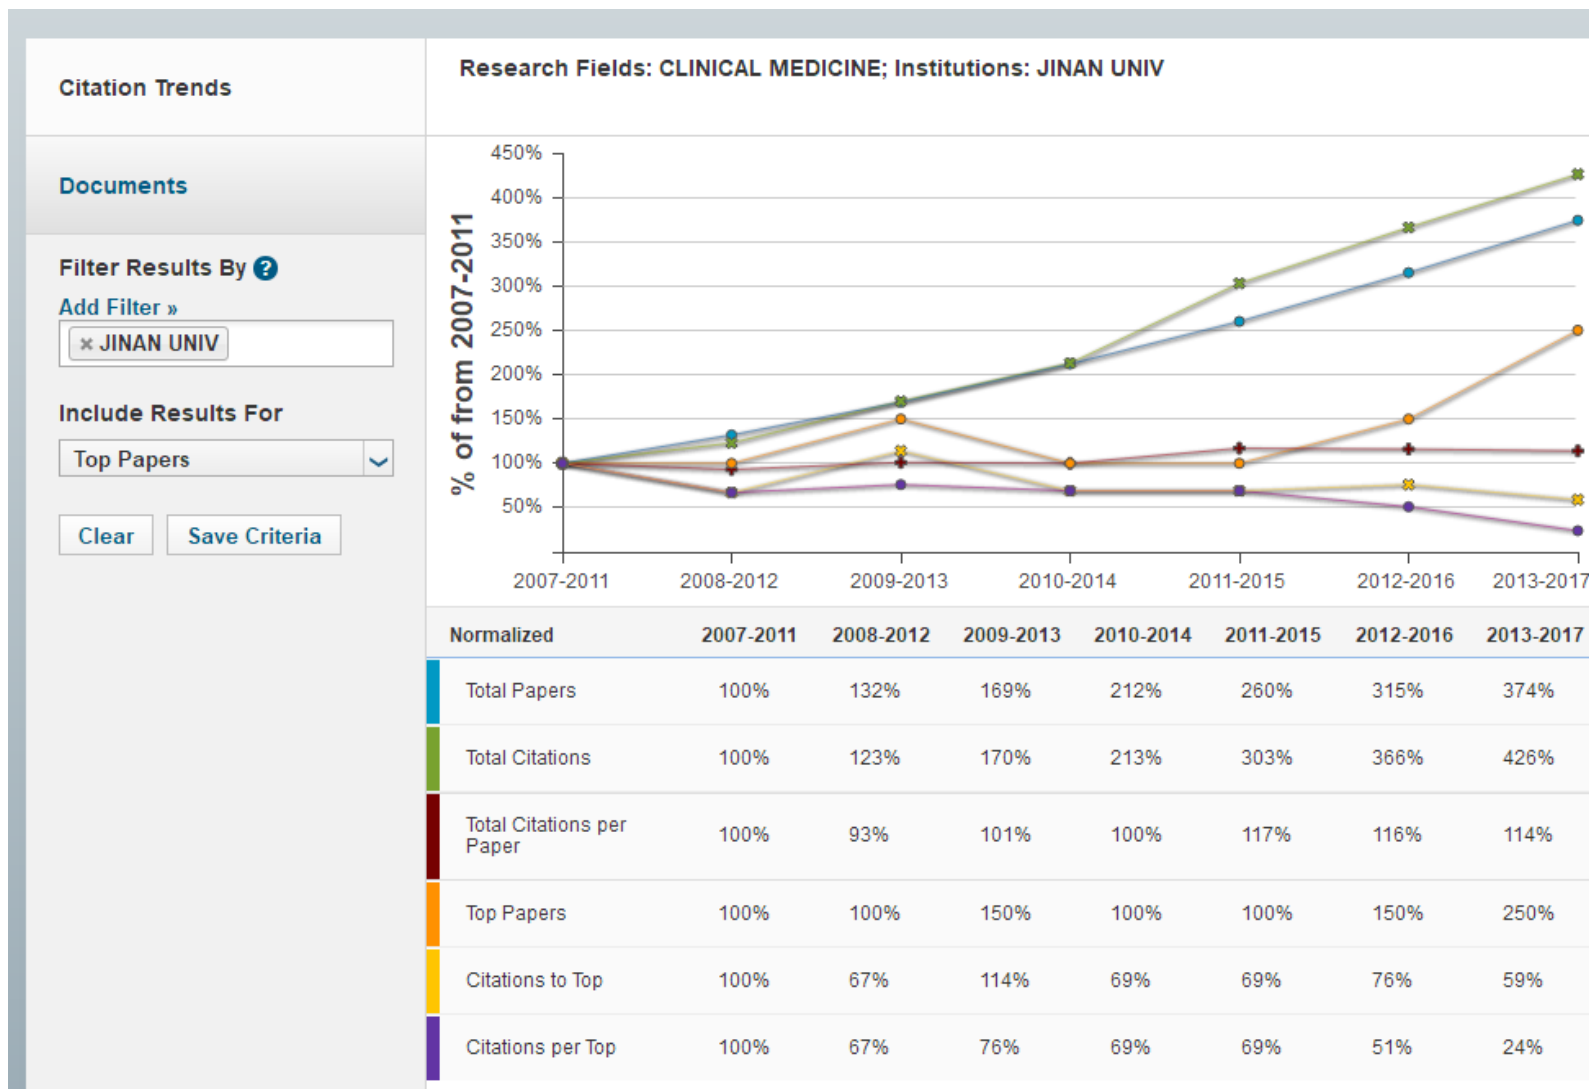 Citation Trends
Documents
Filter Results By ?
Add Filter »
× JINAN UNIV
Include Results For
Top Papers
Clear Save Criteria
Research Fields: CLINICAL MEDICINE; Institutions: JINAN UNIV
% of from 2007-2011
450%
400%
350%
300%
250%
200%
150%
100%
50%
2007-2011 2008-2012 2009-2013 2010-2014 2011-2015 2012-2016 2013-2017
Normalized 2007-2011 2008-2012 2009-2013 2010-2014 2011-2015 2012-2016 2013-2017
Total Papers 100% 132% 169% 212% 260% 315% 374%
Total Citations 100% 123% 170% 213% 303% 366% 426%
Total Citations per
Paper 100% 93% 101% 100% 117% 116% 114%
Top Papers 100% 100% 150% 100% 100% 150% 250%
Citations to Top 100% 67% 114% 69% 69% 76% 59%
Citations per Top 100% 67% 76% 69% 69% 51% 24%